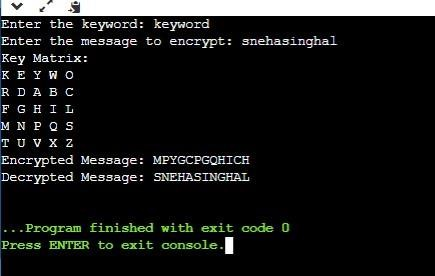 Enter the keyword: keyword
Enter the message to encrypt: snehasinghal
Key Matrix:
K E Y W O
R D A B C
F G H I L
M N P Q S
T U V X Z
Encrypted Message: MPYGCPGQHICH
Decrypted Message: SNEHASINGHAL
...Program finished with exit code 0
Press ENTER to exit console.